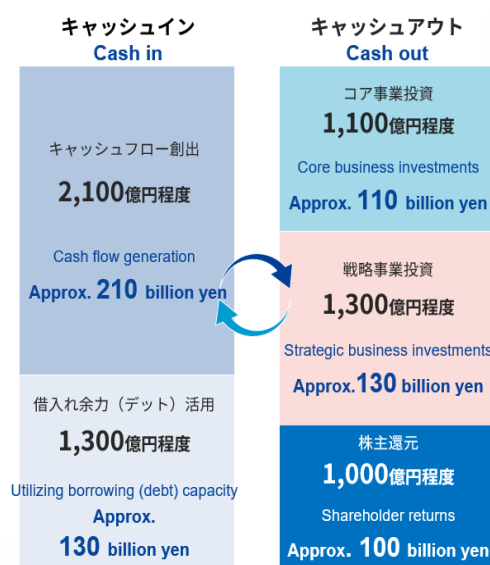 キャッシュイン
Cash in
キャッシュフロー創出
2,100億円程度
Cash flow generation
Approx. 210 billion yen
借入れ余力（デット）活用
1,300億円程度
Utilizing borrowing (debt) capacity
Approx.
130 billion yen
キャッシュアウト
Cash out
コア事業投資
1,100億円程度
Core business investments
Approx. 110 billion yen
戦略事業投資
1,300億円程度
Strategic business investments
Approx.130 billion yen
株主還元
1,000億円程度
Shareholder returns
Approx. 100 billion yen